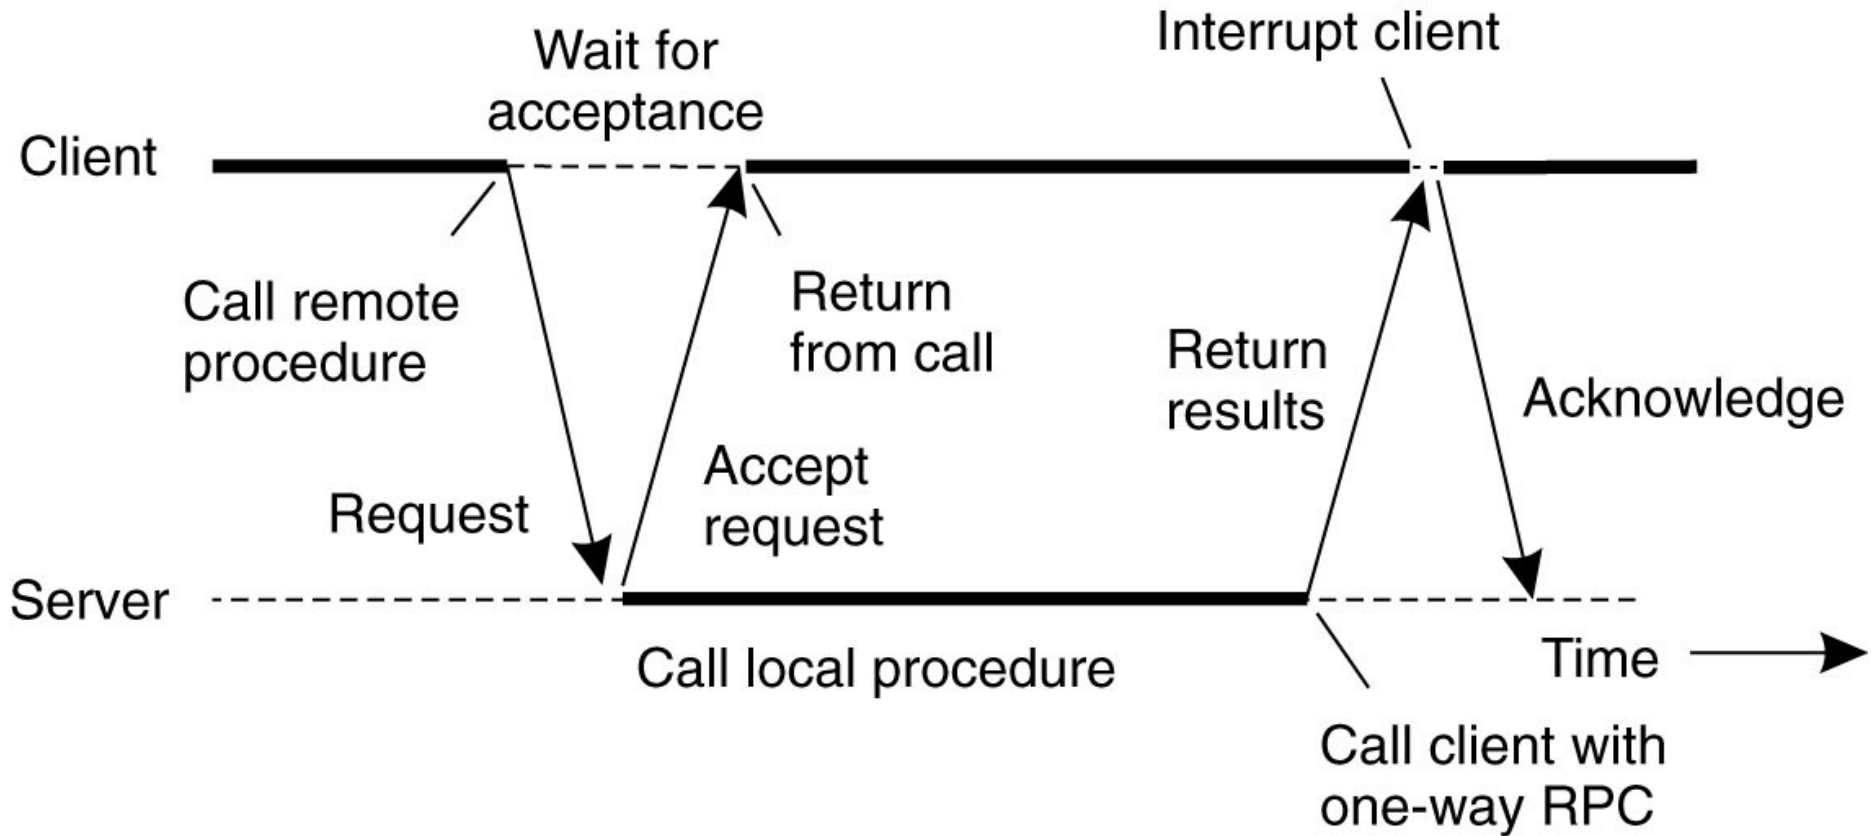 Interrupt client
Wait for
acceptance
Client
Call remote
procedure
Return
from call
Return
results
Acknowledge
Accept
request
Request
Server
Call local procedure
Time
Call client with
one-way RPC